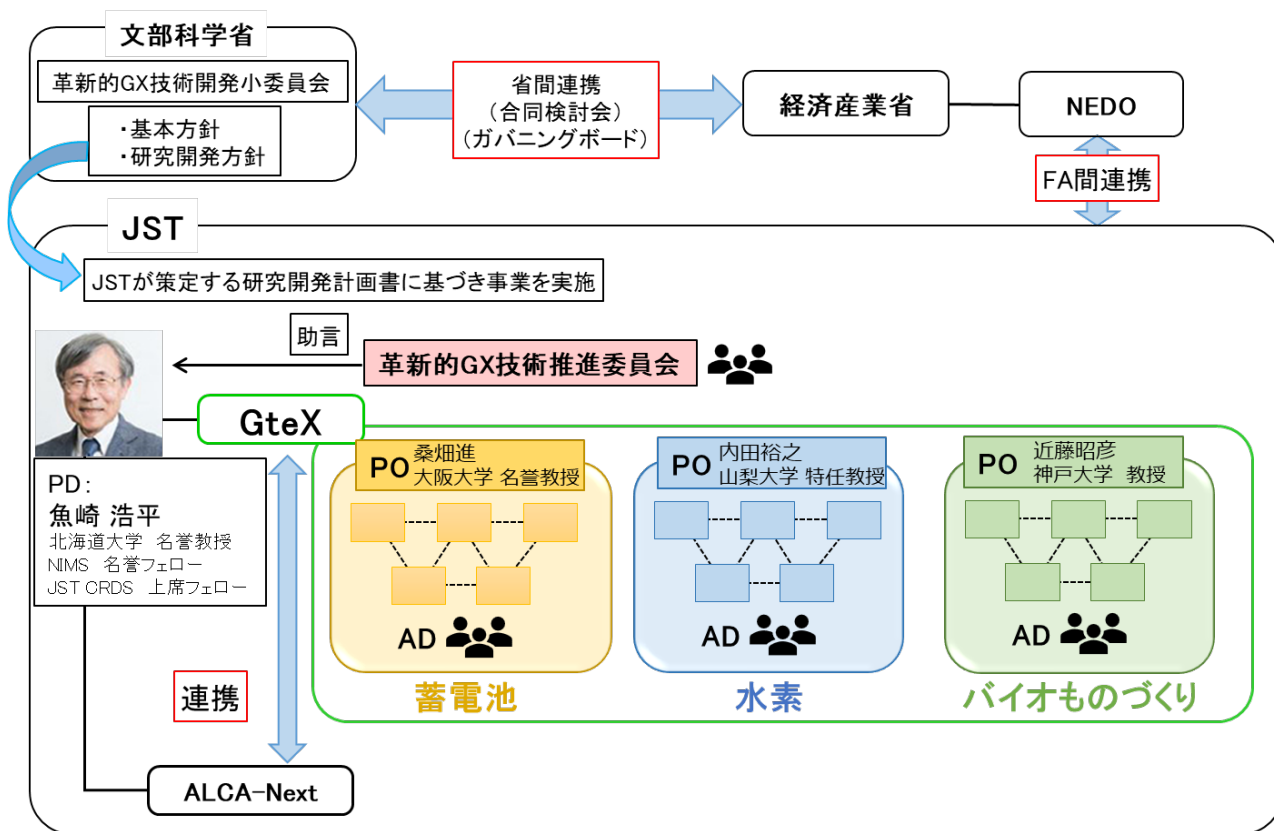 文部科学省
革新的GX技術開発小委員会
・基本方針
・研究開発方針
省間連携
(合同検討会)
(ガバニングボード)
経済産業省
NEDO
FA間連携
JST
JSTが策定する研究開発計画書に基づき事業を実施
助言
革新的GX技術推進委員会
GteX
PD:
魚崎 浩平
北海道大学 名誉教授
NIMS 名誉フェロー
JST CRDS 上席フェロー
PO
桑畑進
大阪大学 名誉教授
AD
蓄電池
PO
内田裕之
山梨大学 特任教授
AD
水素
PO
近藤昭彦
神戸大学 教授
AD
バイオものづくり
連携
ALCA-Next